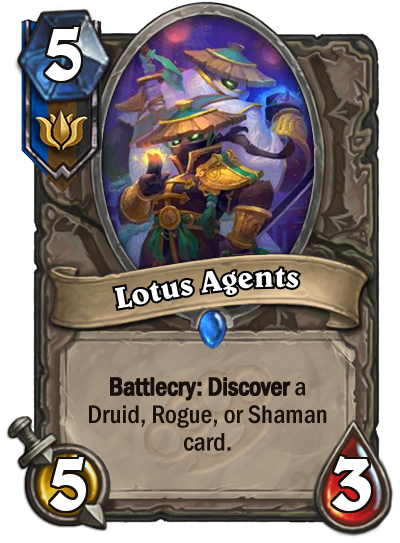 5
Lotus Agents
Battlecry: Discover a
Druid, Rogue, or Shaman
card.
5 3